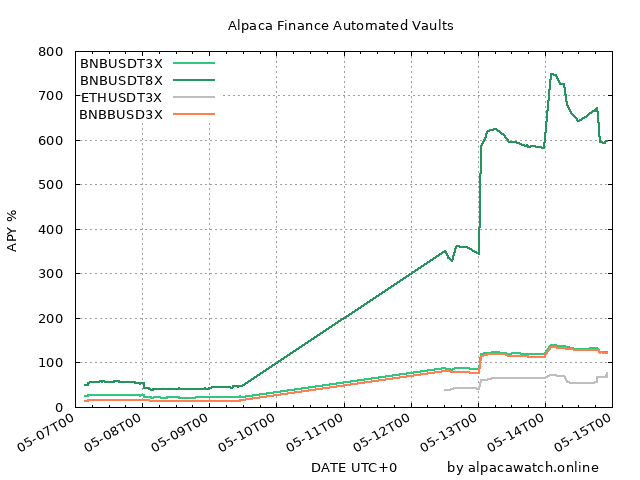 Alpaca Finance Automated Vaults
800
700
600
500
400
300
200
100
0
APY %
BNBUSDT3X
BNBUSDT8X
ETHUSDT3X
BNBBUSD3X
05-07T00
05-08T00
05-09T00
05-10T00
05-11T00
05-12T00
05-13T00
05-14T00
05-15T00
DATE UTC+0
by alpacawatch.online